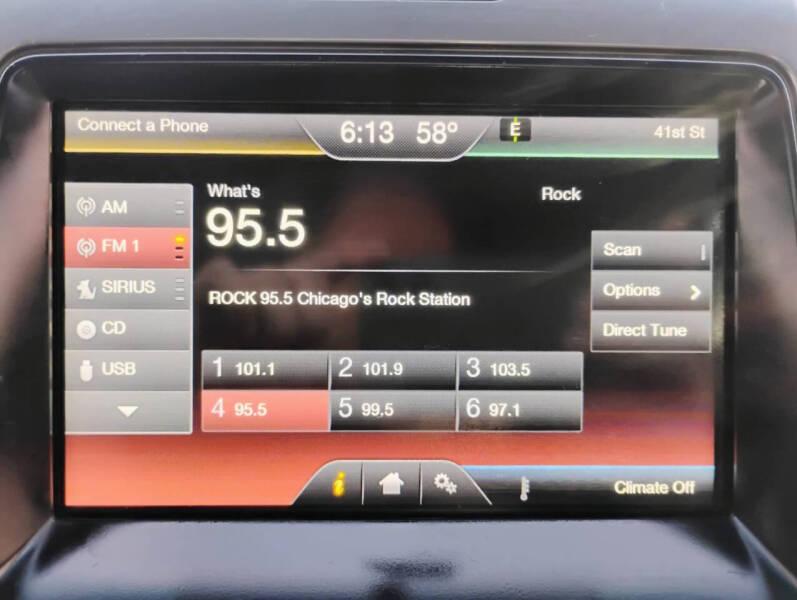 Connect a Phone
6:13 58° E
41st St
AM
FM 1
SIRIUS
CD
USB
What's
Rock
95.5
ROCK 95.5 Chicago's Rock Station
Scan
Options
Direct Tune
1 101.1 2 101.9 3 103.5
4 95.5 5 99.5 6 97.1
i
Climate Off